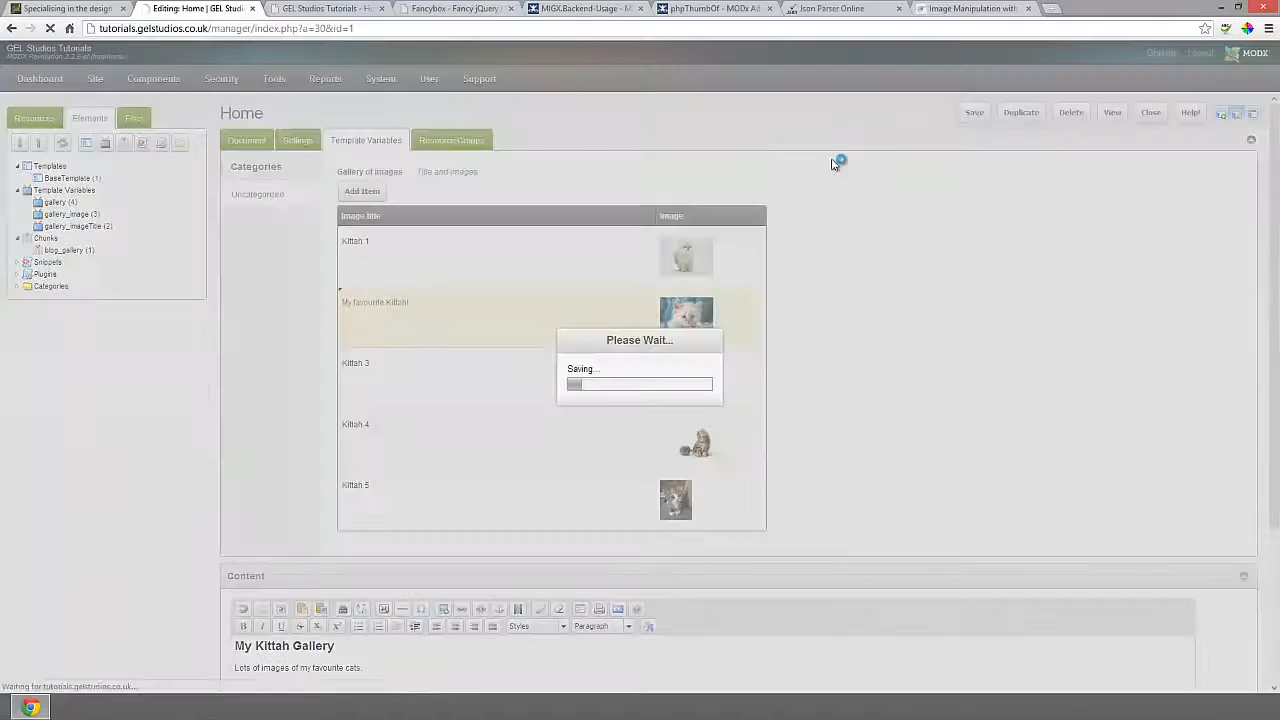 Specialising in the design
Editing: Home | GEL Stud
GEL Studios Tutorials - Ho
Fancybox - Fancy jQuery
MIGX.Backend-Usage - M
phpThumbOf - MODx Ad
Json Parser Online
Image Manipulation with
tutorials.gelstudios.co.uk/manager/index.php?a=30&id=1
GEL Studios Tutorials
Logout
MODX
Dashboard Site Components Security Tools Reports System User Support
Resources Elements Files
Home
Save Duplicate Delete View Close Help!
Document Settings Template Variables Resource Groups
Templates
BaseTemplate (1)
Template Variables
gallery (4)
gallery_image (3)
gallery_imageTitle (2)
Chunks
blog_gallery (1)
Snippets
Plugins
Categories
Categories
Uncategorized
Gallery of images Title and images
Add Item
Image title Image
Kittah 1
My favourite Kittah!
Kittah 3
Kittah 4
Kittah 5
Please Wait...
Saving...
Content
Styles Paragraph
My Kittah Gallery
Lots of images of my favourite cats.
Waiting for tutorials.gelstudios.co.uk...